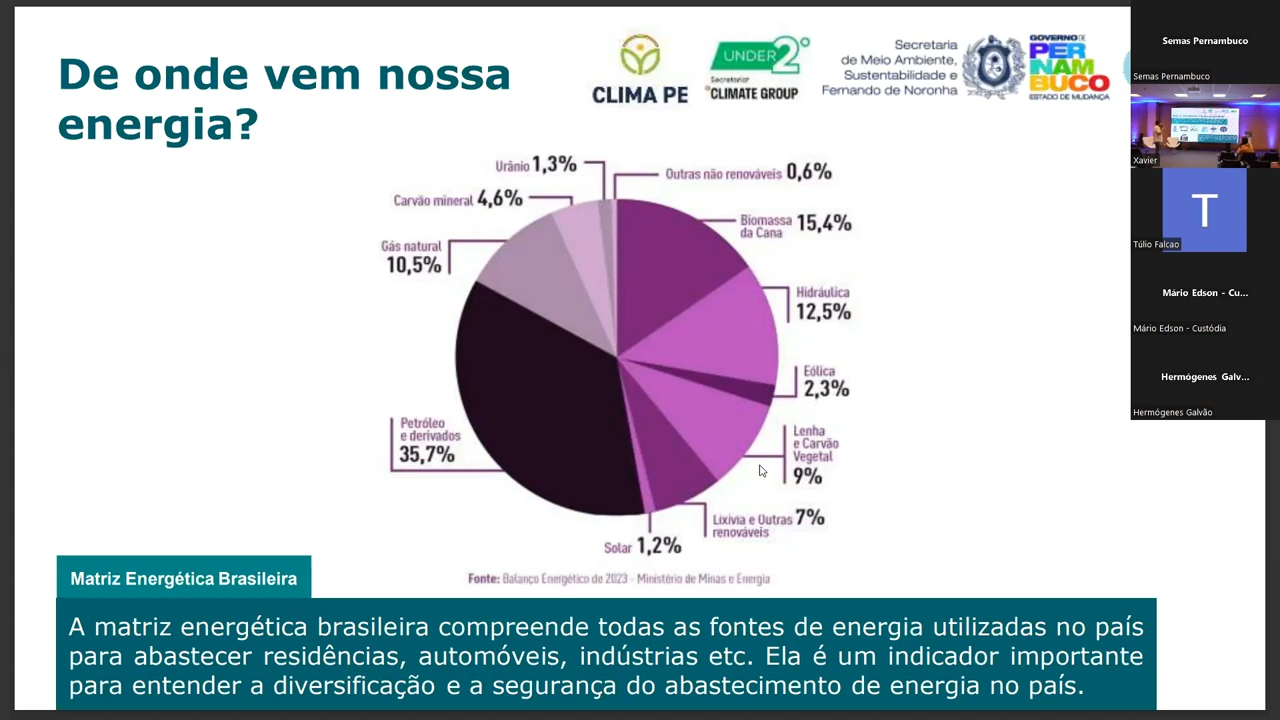 De onde vem nossa
energia?
CLIMA PE
UNDER2°
Secretariat
CLIMATE GROUP
Secretaria
de Meio Ambiente,
Sustentabilidade e
Fernando de Noronha
GOVERNO DE
PER
NAM
BUCO
ESTADO DE MUDANÇA
Urânio 1,3%
Outras não renováveis 0,6%
Carvão mineral 4,6%
Biomassa
da Cana 15,4%
Gás natural
10,5%
Hidráulica
12,5%
Eólica
2,3%
Petróleo
e derivados
35,7%
Lenha
e Carvão
Vegetal
9%
Lixívia e Outras
renováveis 7%
Solar 1,2%
Fonte: Balanço Energético de 2023 - Ministério de Minas e Energia
Matriz Energética Brasileira
A matriz energética brasileira compreende todas as fontes de energia utilizadas no país
para abastecer residências, automóveis, indústrias etc. Ela é um indicador importante
para entender a diversificação e a segurança do abastecimento de energia no país.
Semas Pernambuco
Semas Pernambuco
Xavier
T
Túlio Falcao
Mário Edson - Cu...
Mário Edson - Custódia
Hermógenes Galv...
Hermógenes Galvão